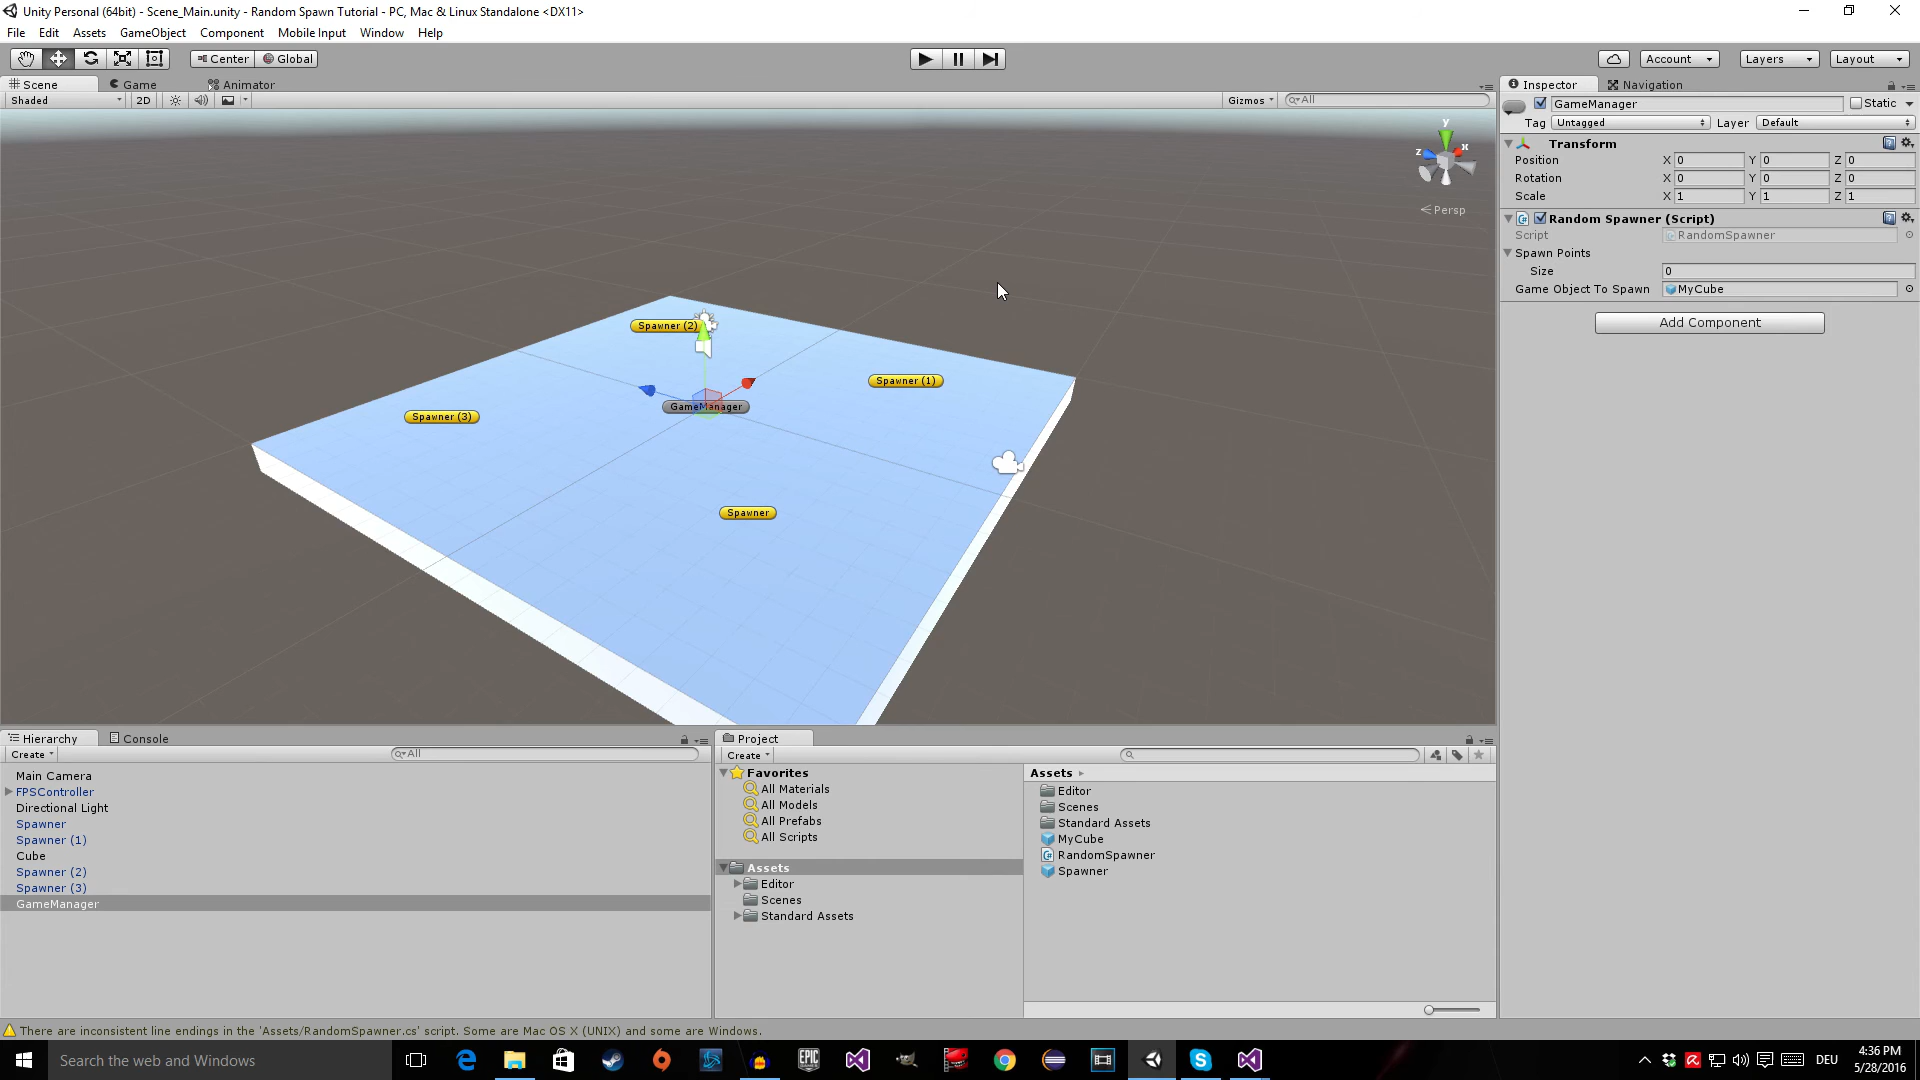 Unity Personal (64bit) - Scene_Main.unity - Random Spawn Tutorial - PC, Mac & Linux Standalone <DX11>
File Edit Assets GameObject Component Mobile Input Window Help
Center Global Account Layers Layout
Scene Game Animator
Shaded 2D Gizmos All
y
z x
Persp
Spawner (2)
Spawner (1)
GameManager
Spawner (3)
Spawner
Inspector Navigation
GameManager Static
Tag Untagged Layer Default
Transform
Position X 0 Y 0 Z 0
Rotation X 0 Y 0 Z 0
Scale X 1 Y 1 Z 1
Random Spawner (Script)
Script RandomSpawner
Spawn Points
Size 0
Game Object To Spawn MyCube
Add Component
Hierarchy Console
Create All
Main Camera
FPSController
Directional Light
Spawner
Spawner (1)
Cube
Spawner (2)
Spawner (3)
GameManager
Project
Create
Favorites
All Materials
All Models
All Prefabs
All Scripts
Assets
Editor
Scenes
Standard Assets
Assets
Editor
Scenes
Standard Assets
MyCube
RandomSpawner
Spawner
There are inconsistent line endings in the 'Assets/RandomSpawner.cs' script. Some are Mac OS X (UNIX) and some are Windows.
Search the web and Windows
EPIC GAMES
DEU
4:36 PM
5/28/2016